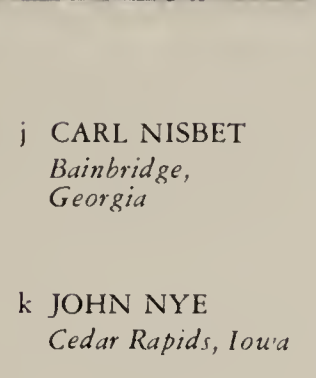 j CARL NISBET
Bainbridge,
Georgia
k JOHN NYE
Cedar Rapids, Iowa